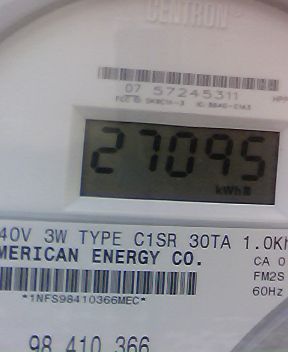 CENTRON®
07 57245311
27095
kWh
40V 3W TYPE C1SR 30TA 1.0Kh
MERICAN ENERGY CO.
CA 0
FM2S
60Hz
*1NFS98410366MEC*
98 410 366